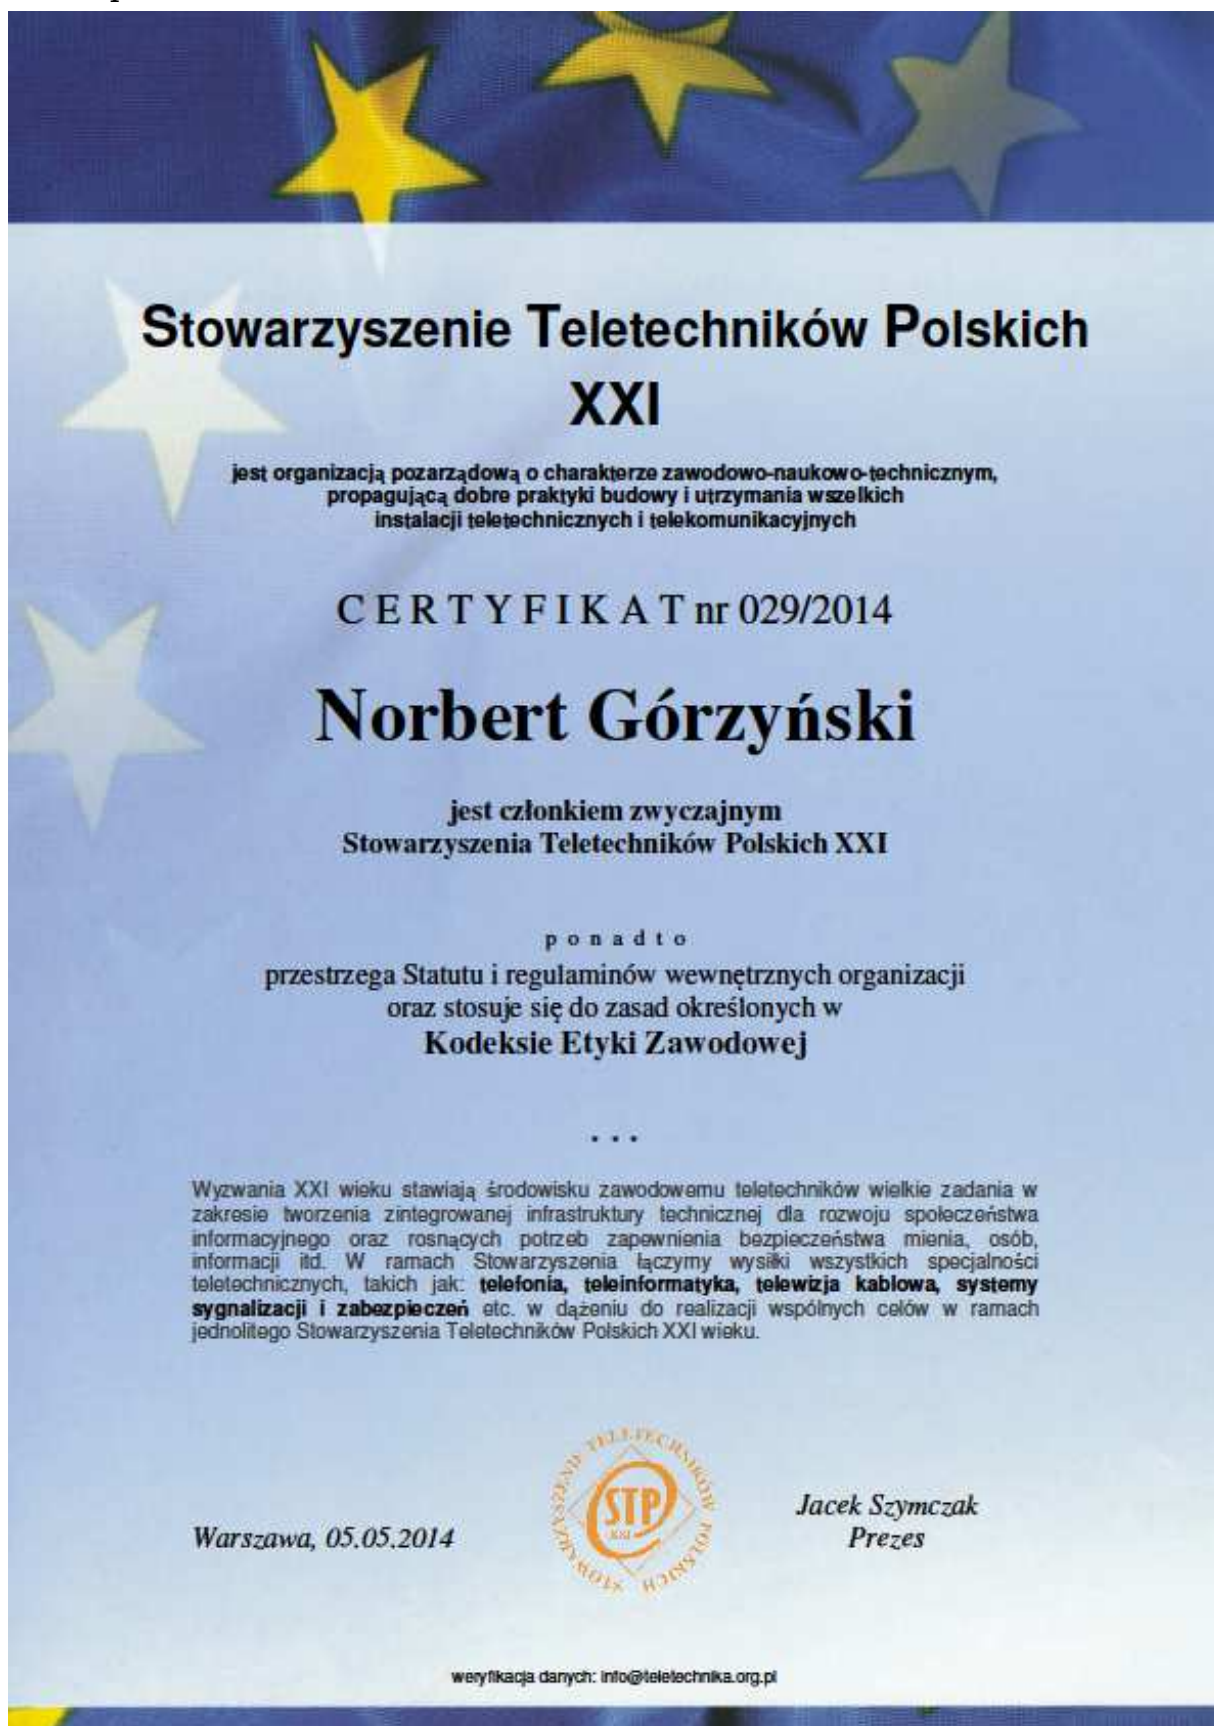 Stowarzyszenie Teletechników Polskich
XXI
jest organizacją pozarządową o charakterze zawodowo-naukowo-technicznym,
propagującą dobre praktyki budowy i utrzymania wszelkich
instalacji teletechnicznych i telekomunikacyjnych
C E R T Y F I K A T nr 029/2014
Norbert Górzyński
jest członkiem zwyczajnym
Stowarzyszenia Teletechników Polskich XXI
p o n a d t o
przestrzega Statutu i regulaminów wewnętrznych organizacji
oraz stosuje się do zasad określonych w
Kodeksie Etyki Zawodowej
. . .
Wyzwania XXI wieku stawiają środowisku zawodowemu teletechników wielkie zadania w
zakresie tworzenia zintegrowanej infrastruktury technicznej dla rozwoju społeczeństwa
informacyjnego oraz rosnących potrzeb zapewnienia bezpieczeństwa mienia, osób,
informacji itd. W ramach Stowarzyszenia łączymy wysiłki wszystkich specjalności
teletechnicznych, takich jak: telefonia, teleinformatyka, telewizja kablowa, systemy
sygnalizacji i zabezpieczeń etc. w dążeniu do realizacji wspólnych celów w ramach
jednolitego Stowarzyszenia Teletechników Polskich XXI wieku.
STOWARZYSZENIE TELETECHNIKÓW POLSKICH
STP
XXI
Jacek Szymczak
Warszawa, 05.05.2014
Prezes
weryfikacja danych: info@teletechnika.org.pl